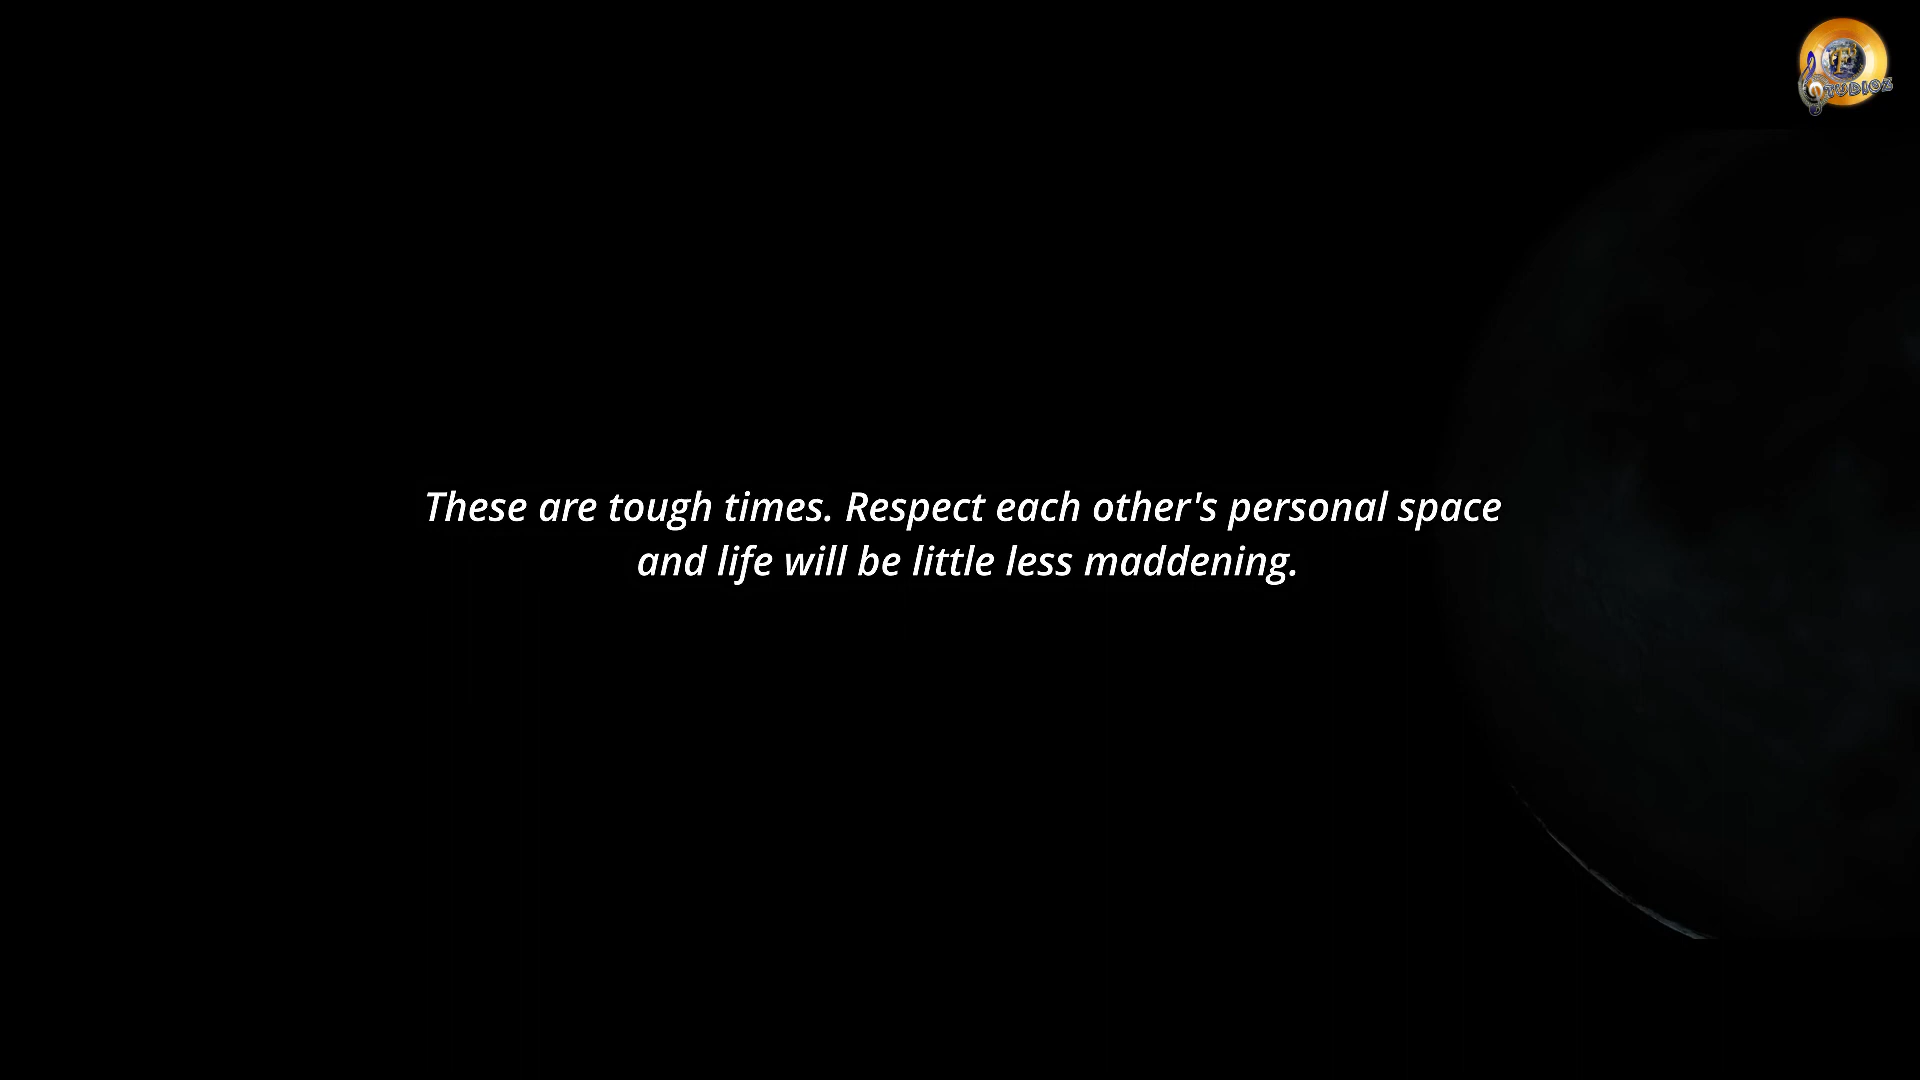 These are tough times. Respect each other's personal space
and life will be little less maddening.